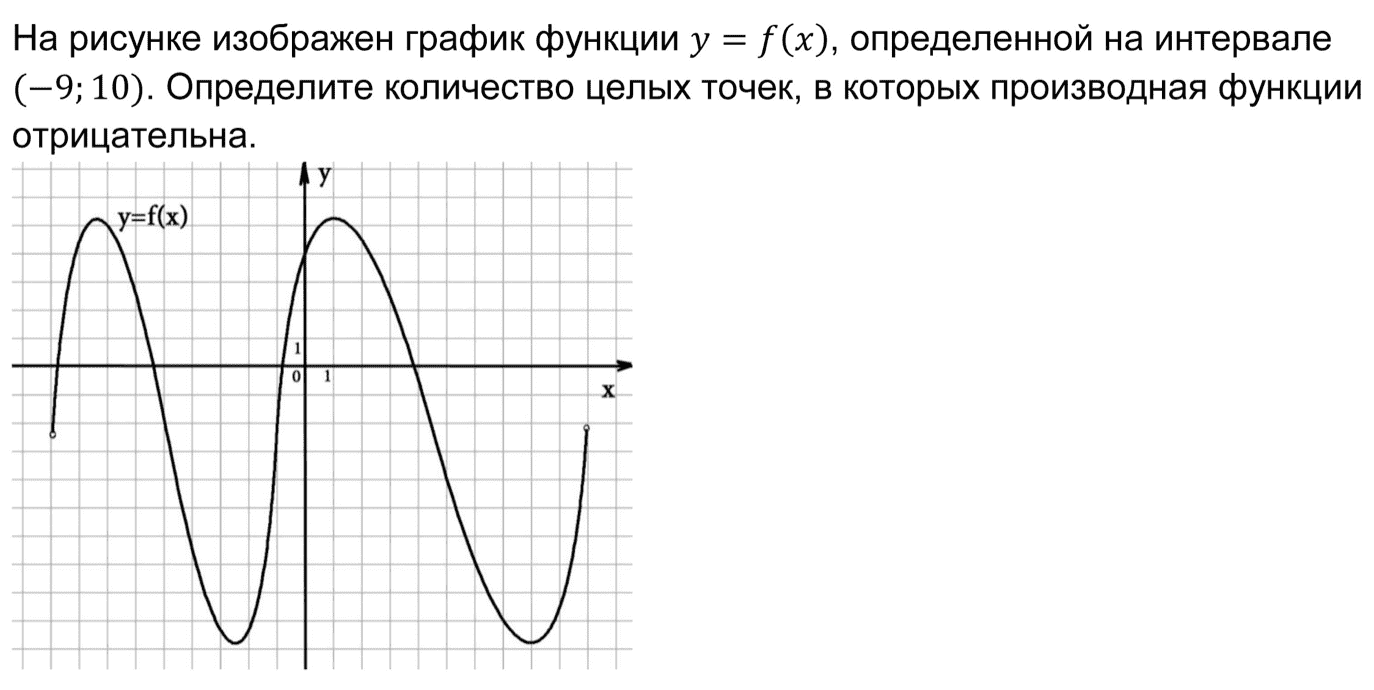 На рисунке изображен график функции y = f(x), определенной на интервале
(−9; 10). Определите количество целых точек, в которых производная функции
отрицательна.
y
y=f(x)
1
0 1
x